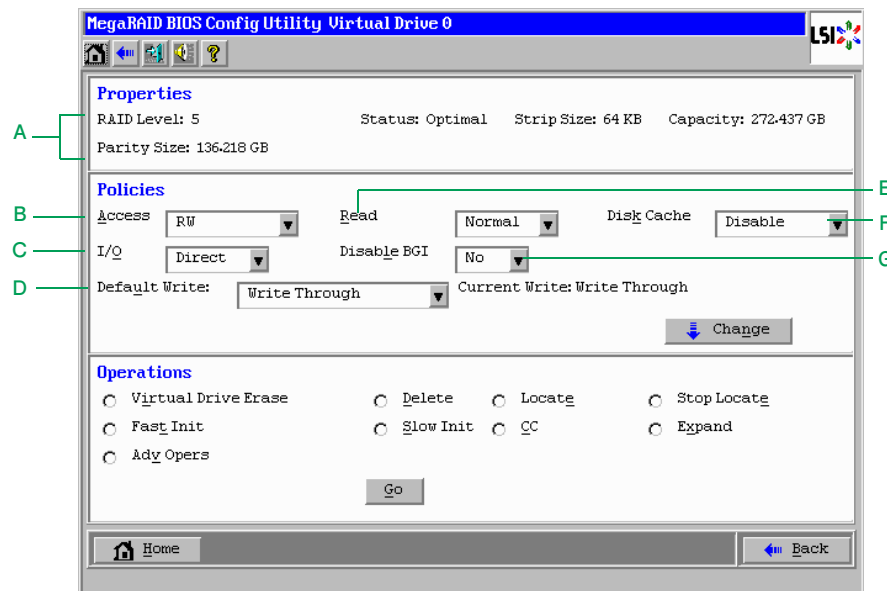 MegaRAID BIOS Config Utility Virtual Drive 0
LSI
?
Properties
A
RAID Level: 5 Status: Optimal Strip Size: 64 KB Capacity: 272.437 GB
Parity Size: 136.218 GB
Policies
E
B Access RW Read Normal Disk Cache Disable F
C I/O Direct Disable BGI No G
D Default Write: Write Through Current Write: Write Through
Change
Operations
Virtual Drive Erase Delete Locate Stop Locate
Fast Init Slow Init CC Expand
Adv Opers
Go
Home Back